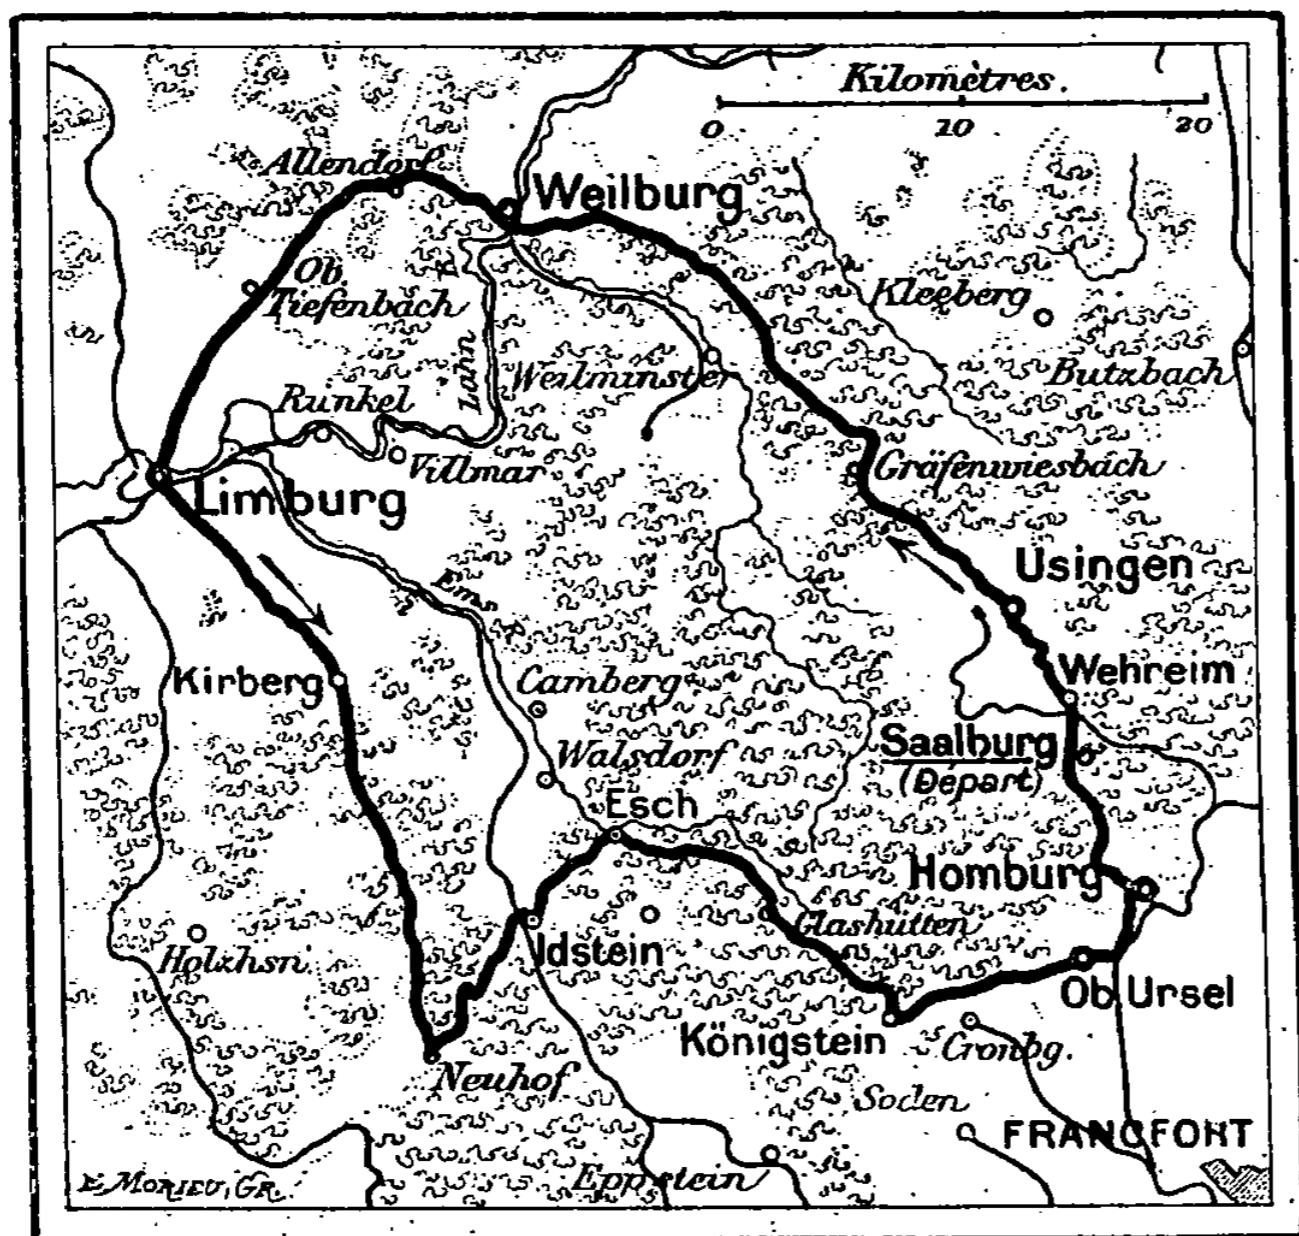 Kilomètres.
0 10 20
Allendorf
Weilburg
Ob.
Tiefenbach
Kleeberg
Lahn
Weilminster
Butzbach
Runkel
Villmar
Gräfenwiesbach
Limburg
Usingen
Ems
Kirberg
Camberg
Wehreim
Walsdorf
Saalburg
(Départ)
Esch
Homburg
Glashütten
Holzhsn.
Idstein
Ob. Ursel
Königstein
Cronbg.
Neuhof
Soden
FRANCFORT
Eppstein
E. MORIEU, GR.